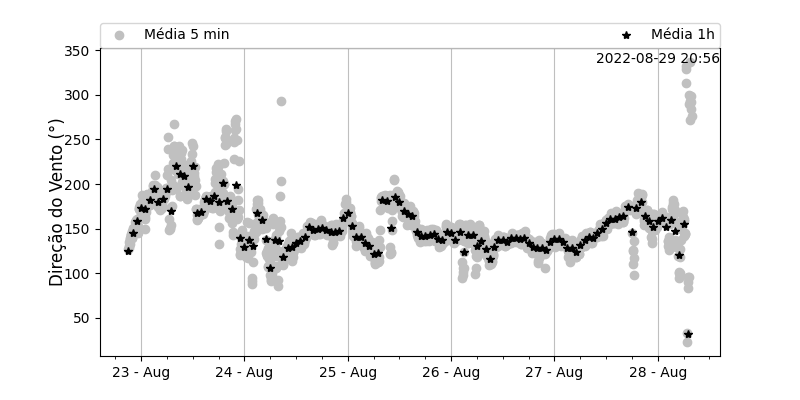 Média 5 min
Média 1h
2022-08-29 20:56
Direção do Vento (°)
350
300
250
200
150
100
50
23 - Aug
24 - Aug
25 - Aug
26 - Aug
27 - Aug
28 - Aug